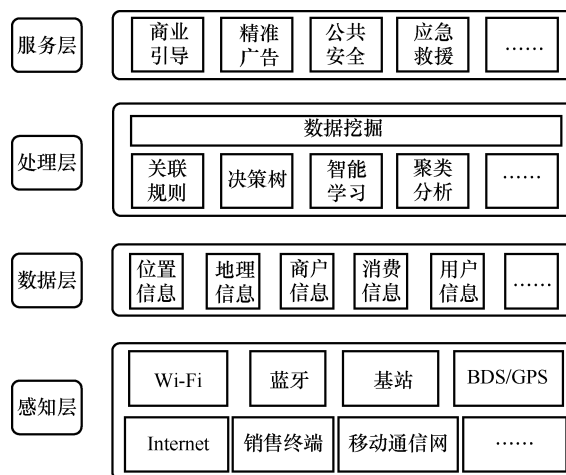 服务层
商业
引导
精准
广告
公共
安全
应急
救援
……
处理层
数据挖掘
关联
规则
决策树
智能
学习
聚类
分析
……
数据层
位置
信息
地理
信息
商户
信息
消费
信息
用户
信息
……
感知层
Wi-Fi
蓝牙
基站
BDS/GPS
Internet
销售终端
移动通信网
……